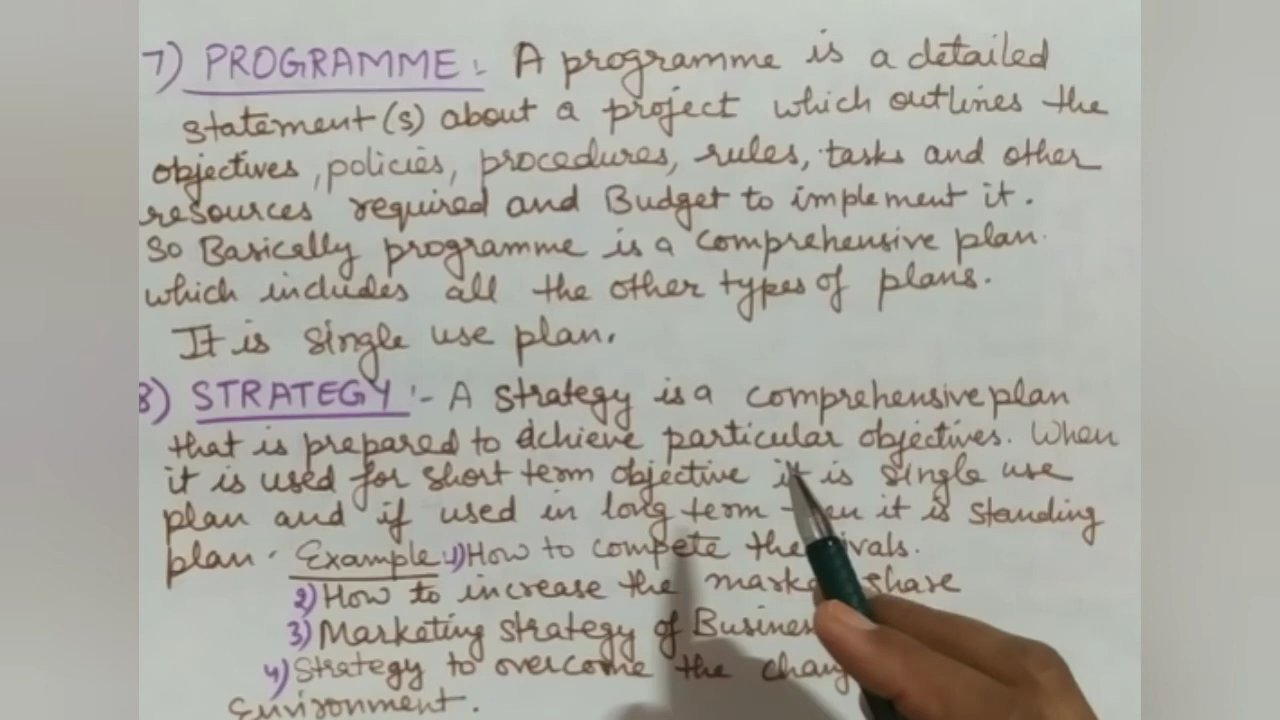 7) PROGRAMME :- A programme is a detailed
statement(s) about a project which outlines the
objectives, policies, procedures, rules, tasks and other
resources required and Budget to implement it.
So Basically programme is a comprehensive plan.
which includes all the other types of plans.
It is single use plan.
8) STRATEGY :- A strategy is a comprehensive plan
that is prepared to achieve particular objectives. When
it is used for short term objective it is single use
plan and if used in long term en it is standing
plan. Example 1) How to compete the ivals.
2) How to increase the marke share
3) Marketing strategy of Busines
4) Strategy to overcome the chang
Environment.